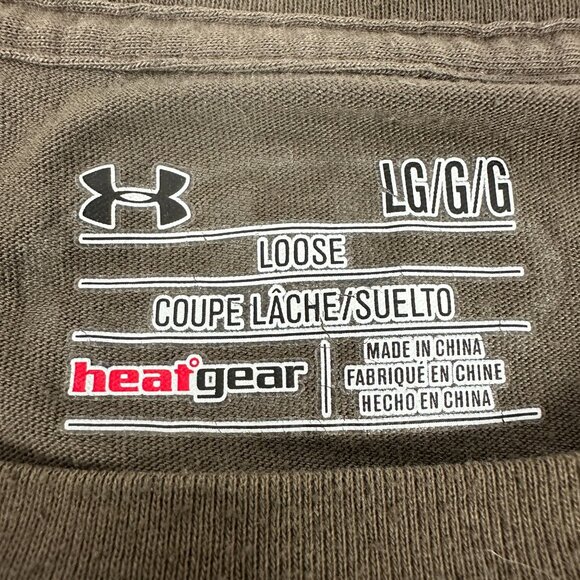 LG/G/G
LOOSE
COUPE LÂCHE/SUELTO
heatgear
MADE IN CHINA
FABRIQUÉ EN CHINE
HECHO EN CHINA